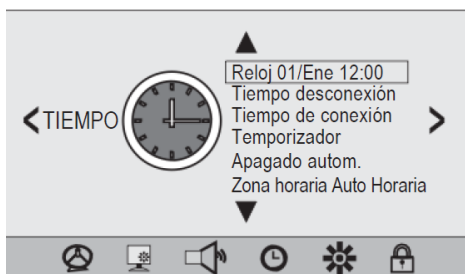 TIEMPO
Reloj 01/Ene 12:00
Tiempo desconexión
Tiempo de conexión
Temporizador
Apagado autom.
Zona horaria Auto Horaria